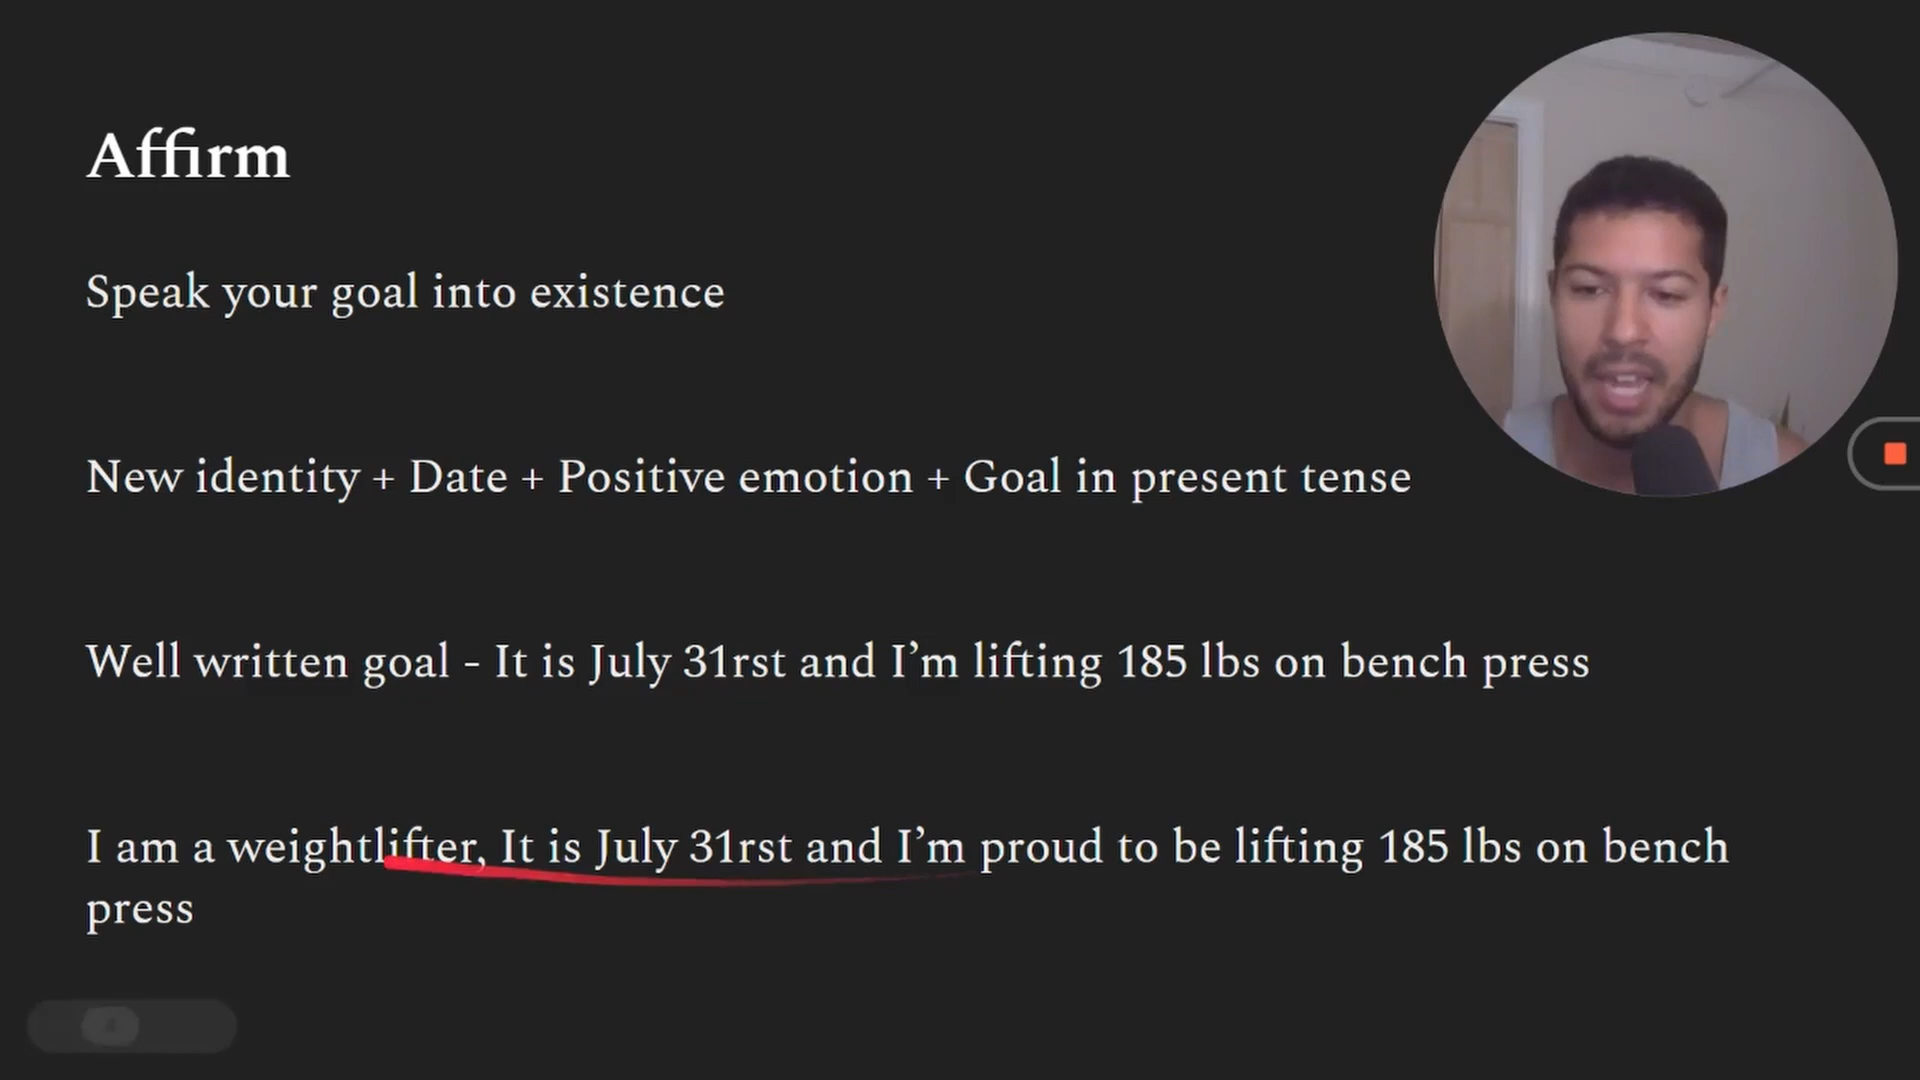 Affirm
Speak your goal into existence
New identity + Date + Positive emotion + Goal in present tense
Well written goal - It is July 31rst and I’m lifting 185 lbs on bench press
I am a weightlifter, It is July 31rst and I’m proud to be lifting 185 lbs on bench
press